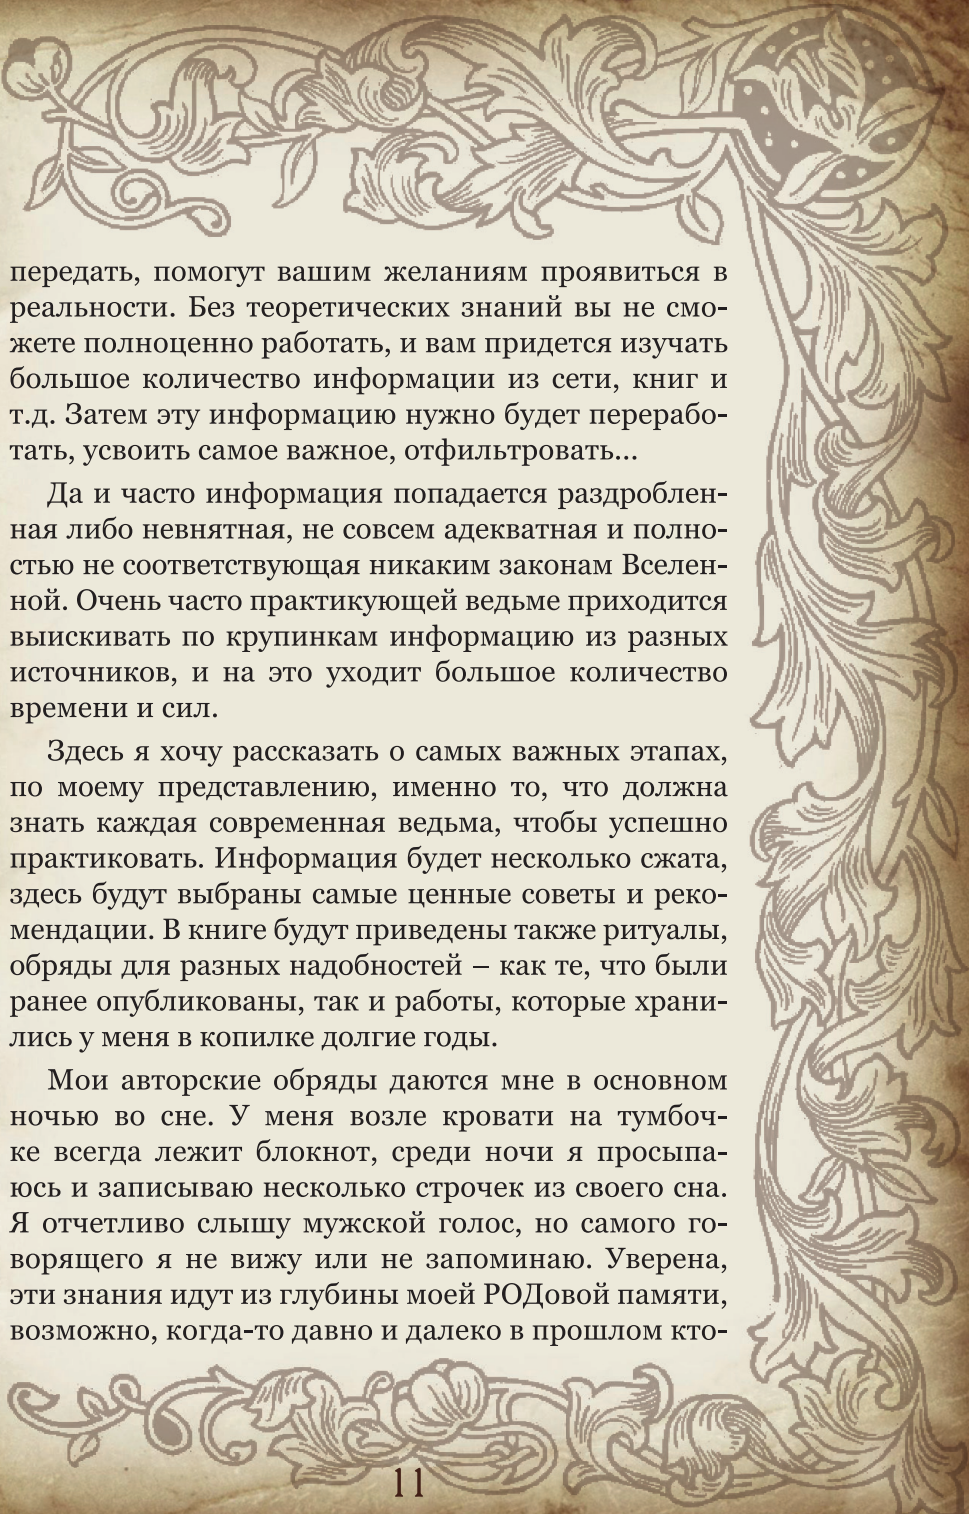 передать, помогут вашим желаниям проявиться в
реальности. Без теоретических знаний вы не смо-
жете полноценно работать, и вам придется изучать
большое количество информации из сети, книг и
т.д. Затем эту информацию нужно будет перерабо-
тать, усвоить самое важное, отфильтровать...
Да и часто информация попадается раздроблен-
ная либо невнятная, не совсем адекватная и полно-
стью не соответствующая никаким законам Вселен-
ной. Очень часто практикующей ведьме приходится
выискивать по крупинкам информацию из разных
источников, и на это уходит большое количество
времени и сил.
Здесь я хочу рассказать о самых важных этапах,
по моему представлению, именно то, что должна
знать каждая современная ведьма, чтобы успешно
практиковать. Информация будет несколько сжата,
здесь будут выбраны самые ценные советы и реко-
мендации. В книге будут приведены также ритуалы,
обряды для разных надобностей – как те, что были
ранее опубликованы, так и работы, которые храни-
лись у меня в копилке долгие годы.
Мои авторские обряды даются мне в основном
ночью во сне. У меня возле кровати на тумбоч-
ке всегда лежит блокнот, среди ночи я просыпа-
юсь и записываю несколько строчек из своего сна.
Я отчетливо слышу мужской голос, но самого го-
ворящего я не вижу или не запоминаю. Уверена,
эти знания идут из глубины моей РОДовой памяти,
возможно, когда-то давно и далеко в прошлом кто-
11